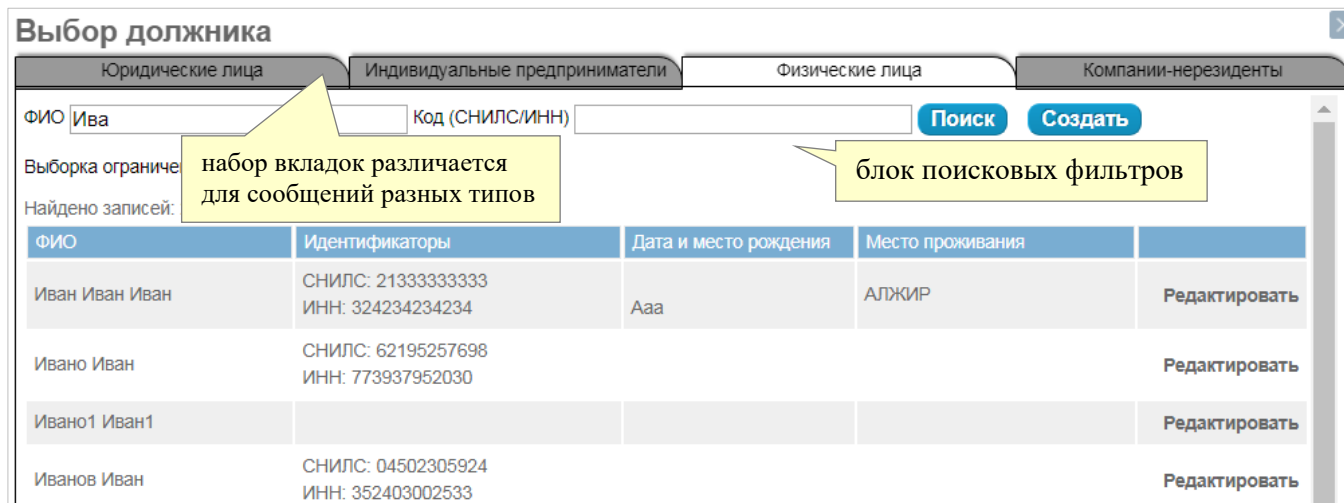 Выбор должника
Юридические лица
Индивидуальные предприниматели
Физические лица
Компании-нерезиденты
ФИО Ива Код (СНИЛС/ИНН) Поиск Создать
Выборка
набор вкладок различается
для сообщений разных типов
блок поисковых фильтров
Найдено записей:
ФИО Идентификаторы Дата и место рождения Место проживания
Иван Иван Иван СНИЛС: 21333333333 ИНН: 324234234234 Ааа АЛЖИР Редактировать
Ивано Иван СНИЛС: 62195257698 ИНН: 773937952030 Редактировать
Ивано1 Иван1 Редактировать
Иванов Иван СНИЛС: 04502305924 ИНН: 352403002533 Редактировать